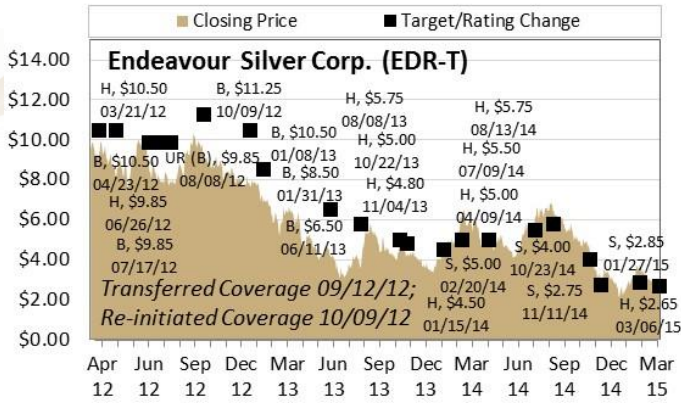 Closing Price
Target/Rating Change
$14.00
$12.00
$10.00
$8.00
$6.00
$4.00
$2.00
$0.00
Endeavour Silver Corp. (EDR-T)
H, $10.50
03/21/12
B, $10.50
04/23/12
H, $9.85
06/26/12
B, $9.85
07/17/12
UR (B), $9.85
08/08/12
B, $11.25
10/09/12
B, $10.50
01/08/13
B, $8.50
01/31/13
B, $6.50
06/11/13
H, $5.75
08/08/13
H, $5.00
10/22/13
H, $4.80
11/04/13
H, $4.50
01/15/14
S, $5.00
02/20/14
H, $5.00
04/09/14
H, $5.50
07/09/14
H, $5.75
08/13/14
S, $4.00
10/23/14
S, $2.75
11/11/14
S, $2.85
01/27/15
H, $2.65
03/06/15
Transferred Coverage 09/12/12;
Re-initiated Coverage 10/09/12
Apr Jun Sep Dec Mar Jun Sep Dec Mar Jun Sep Dec Mar
12 12 12 12 13 13 13 13 14 14 14 14 15